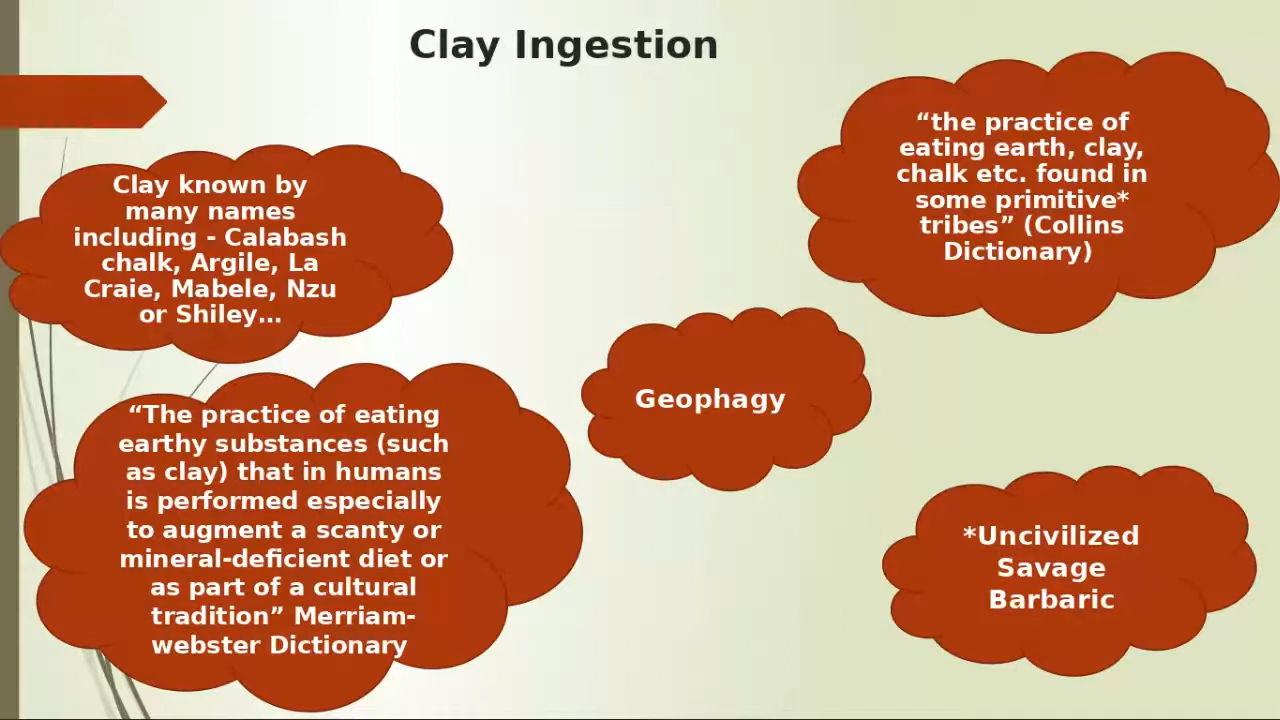 Clay Ingestion
Clay known by
many names
including - Calabash
chalk, Argile, La
Craie, Mabele, Nzu
or Shiley...
“the practice of
eating earth, clay,
chalk etc. found in
some primitive*
tribes” (Collins
Dictionary)
Geophagy
“The practice of eating
earthy substances (such
as clay) that in humans
is performed especially
to augment a scanty or
mineral-deficient diet or
as part of a cultural
tradition” Merriam-
webster Dictionary
*Uncivilized
Savage
Barbaric